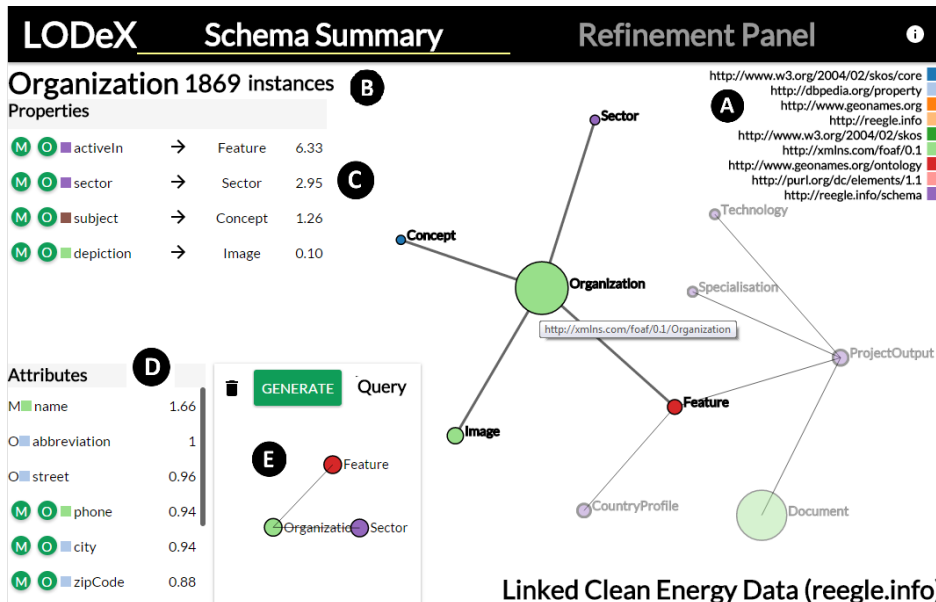 LODeX Schema Summary Refinement Panel i
Organization 1869 instances B
Properties
M O activeIn → Feature 6.33
M O sector → Sector 2.95 C
M O subject → Concept 1.26
M O depiction → Image 0.10
A
http://www.w3.org/2004/02/skos/core
http://dbpedia.org/property
http://www.geonames.org
http://reegle.info
http://www.w3.org/2004/02/skos
http://xmlns.com/foaf/0.1
http://www.geonames.org/ontology
http://purl.org/dc/elements/1.1
http://reegle.info/schema
Sector
Technology
Concept
Organization
Specialisation
http://xmlns.com/foaf/0.1/Organization
ProjectOutput
Feature
Image
CountryProfile
Document
Attributes D
M name 1.66
O abbreviation 1
O street 0.96
M O phone 0.94
M O city 0.94
M O zipCode 0.88
GENERATE Query
E
Feature
Organization
Sector
Linked Clean Energy Data (reegle.info)